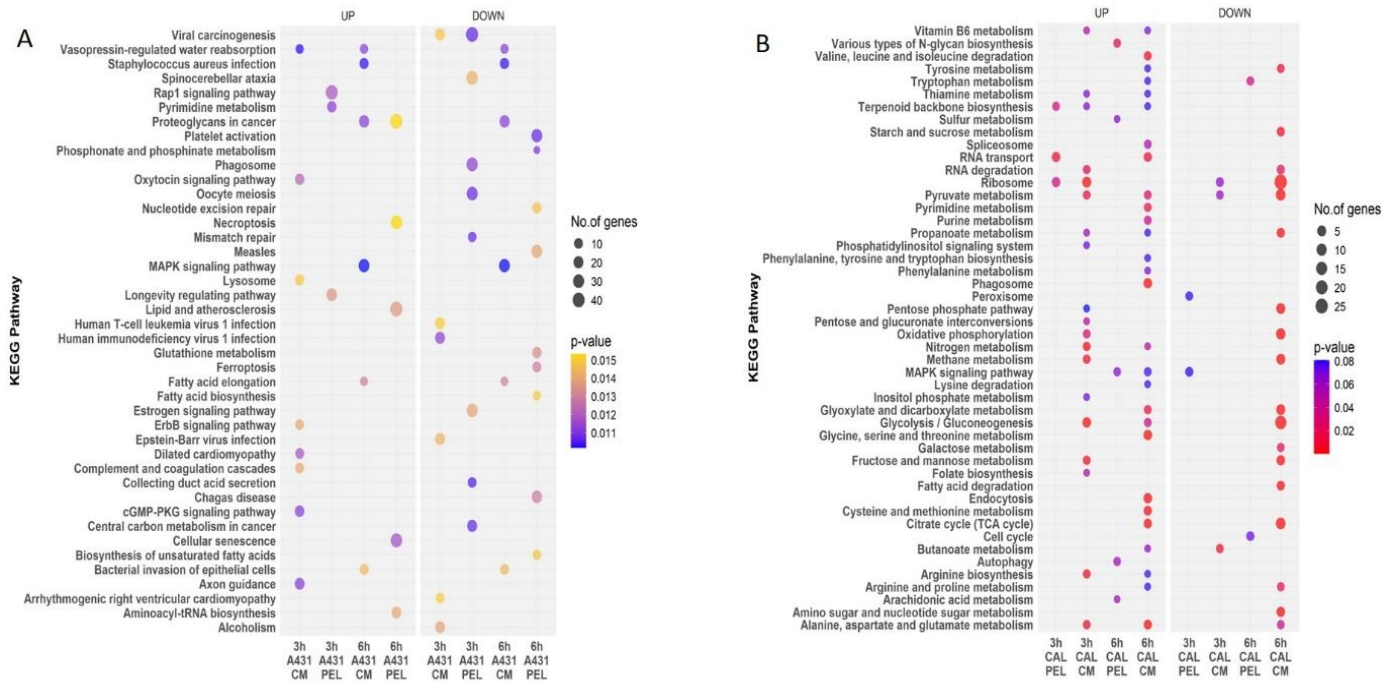 A
UP
DOWN
KEGG Pathway
Viral carcinogenesis
Vasopressin-regulated water reabsorption
Staphylococcus aureus infection
Spinocerebellar ataxia
Rap1 signaling pathway
Pyrimidine metabolism
Proteoglycans in cancer
Platelet activation
Phosphonate and phosphinate metabolism
Phagosome
Oxytocin signaling pathway
Oocyte meiosis
Nucleotide excision repair
Necroptosis
Mismatch repair
Measles
MAPK signaling pathway
Lysosome
Longevity regulating pathway
Lipid and atherosclerosis
Human T-cell leukemia virus 1 infection
Human immunodeficiency virus 1 infection
Glutathione metabolism
Ferroptosis
Fatty acid elongation
Fatty acid biosynthesis
Estrogen signaling pathway
ErbB signaling pathway
Epstein-Barr virus infection
Dilated cardiomyopathy
Complement and coagulation cascades
Collecting duct acid secretion
Chagas disease
cGMP-PKG signaling pathway
Central carbon metabolism in cancer
Cellular senescence
Biosynthesis of unsaturated fatty acids
Bacterial invasion of epithelial cells
Axon guidance
Arrhythmogenic right ventricular cardiomyopathy
Aminoacyl-tRNA biosynthesis
Alcoholism
3h 3h 6h 6h 3h 3h 6h 6h
A431 A431 A431 A431 A431 A431 A431 A431
CM PEL CM PEL CM PEL CM PEL
No.of genes
10
20
30
40
p-value
0.015
0.014
0.013
0.012
0.011
B
UP
DOWN
KEGG Pathway
Vitamin B6 metabolism
Various types of N-glycan biosynthesis
Valine, leucine and isoleucine degradation
Tyrosine metabolism
Tryptophan metabolism
Thiamine metabolism
Terpenoid backbone biosynthesis
Sulfur metabolism
Starch and sucrose metabolism
Spliceosome
RNA transport
RNA degradation
Ribosome
Pyruvate metabolism
Pyrimidine metabolism
Purine metabolism
Propanoate metabolism
Phosphatidylinositol signaling system
Phenylalanine, tyrosine and tryptophan biosynthesis
Phenylalanine metabolism
Phagosome
Peroxisome
Pentose phosphate pathway
Pentose and glucuronate interconversions
Oxidative phosphorylation
Nitrogen metabolism
Methane metabolism
MAPK signaling pathway
Lysine degradation
Inositol phosphate metabolism
Glyoxylate and dicarboxylate metabolism
Glycolysis / Gluconeogenesis
Glycine, serine and threonine metabolism
Galactose metabolism
Fructose and mannose metabolism
Folate biosynthesis
Fatty acid degradation
Endocytosis
Cysteine and methionine metabolism
Citrate cycle (TCA cycle)
Cell cycle
Butanoate metabolism
Autophagy
Arginine biosynthesis
Arginine and proline metabolism
Arachidonic acid metabolism
Amino sugar and nucleotide sugar metabolism
Alanine, aspartate and glutamate metabolism
3h 3h 6h 6h 3h 3h 6h 6h
CAL CAL CAL CAL CAL CAL CAL CAL
PEL CM PEL CM PEL CM PEL CM
No.of genes
5
10
15
20
25
p-value
0.08
0.06
0.04
0.02